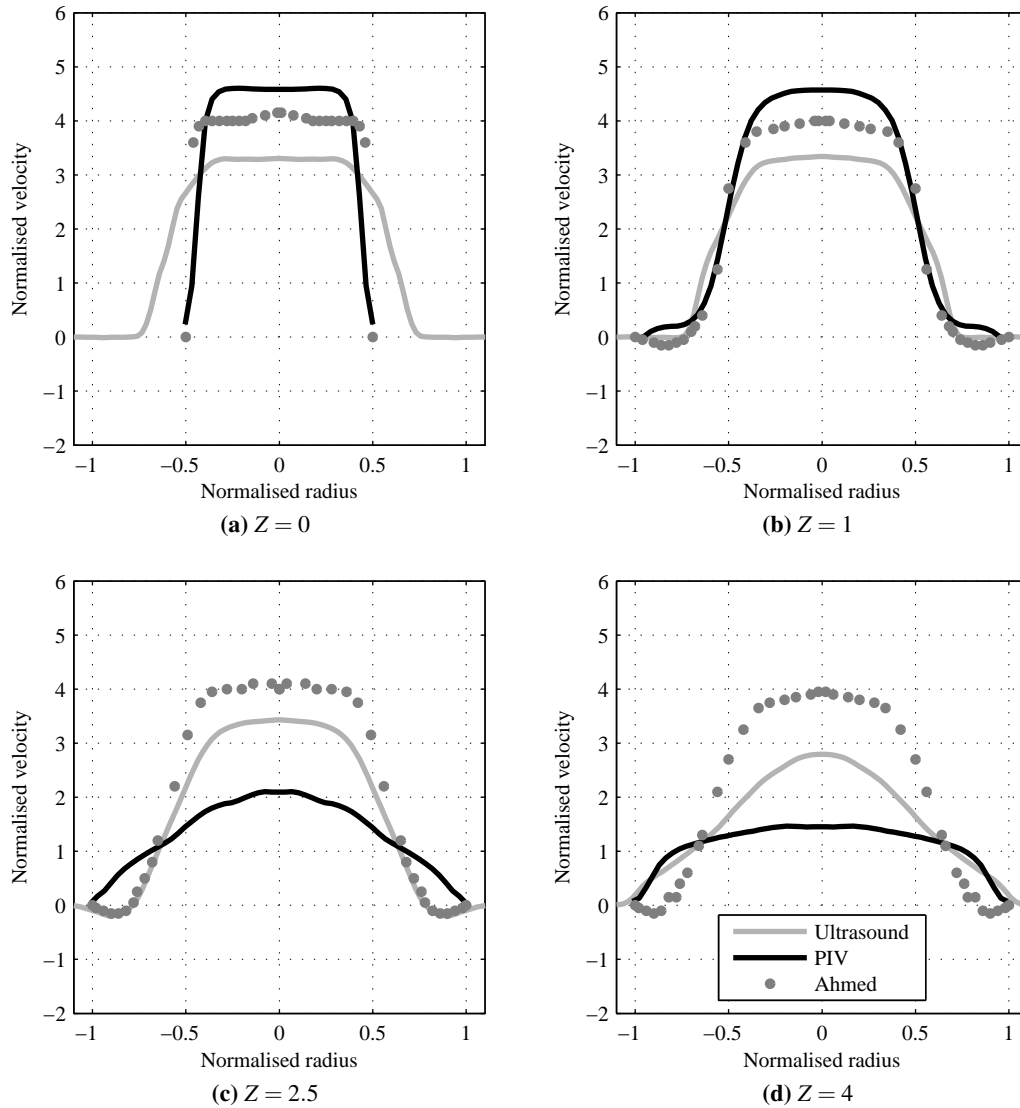 6
5
4
3
2
1
0
−1
−2
Normalised velocity
−1 −0.5 0 0.5 1
Normalised radius
(a) Z = 0
6
5
4
3
2
1
0
−1
−2
Normalised velocity
−1 −0.5 0 0.5 1
Normalised radius
(b) Z = 1
6
5
4
3
2
1
0
−1
−2
Normalised velocity
−1 −0.5 0 0.5 1
Normalised radius
(c) Z = 2.5
6
5
4
3
2
1
0
−1
−2
Normalised velocity
Ultrasound
PIV
Ahmed
−1 −0.5 0 0.5 1
Normalised radius
(d) Z = 4